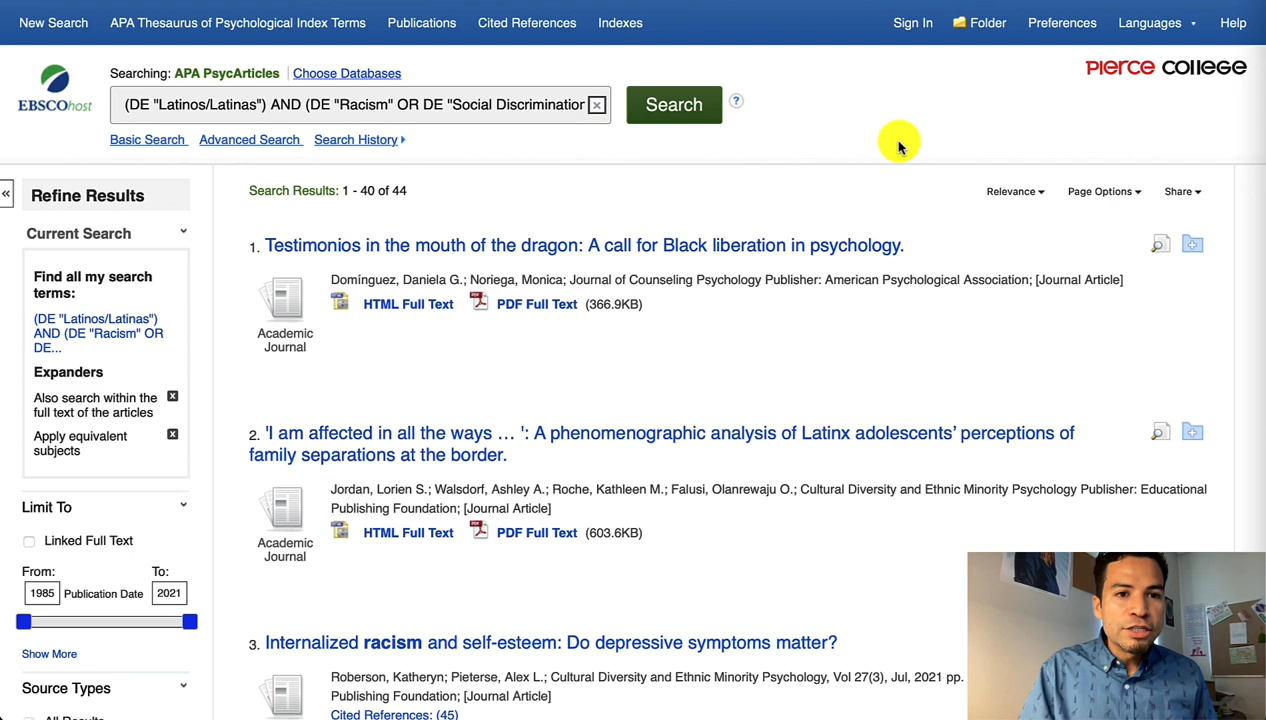 New Search APA Thesaurus of Psychological Index Terms Publications Cited References Indexes Sign In Folder Preferences Languages Help
Searching: APA PsycArticles Choose Databases
PIERCE COLLEGE
EBSCOhost
(DE "Latinos/Latinas") AND (DE "Racism" OR DE "Social Discrimination
Search
?
Basic Search Advanced Search Search History
«
Refine Results
Current Search
Find all my search
terms:
(DE "Latinos/Latinas")
AND (DE "Racism" OR
DE...
Expanders
Also search within the
full text of the articles
Apply equivalent
subjects
Limit To
Linked Full Text
From: To:
1985 Publication Date 2021
Show More
Source Types
Search Results: 1 - 40 of 44
Relevance Page Options Share
1. Testimonios in the mouth of the dragon: A call for Black liberation in psychology.
Domínguez, Daniela G.; Noriega, Monica; Journal of Counseling Psychology Publisher: American Psychological Association; [Journal Article]
HTML Full Text PDF Full Text (366.9KB)
Academic
Journal
2. 'I am affected in all the ways … ': A phenomenographic analysis of Latinx adolescents' perceptions of
family separations at the border.
Jordan, Lorien S.; Walsdorf, Ashley A.; Roche, Kathleen M.; Falusi, Olanrewaju O.; Cultural Diversity and Ethnic Minority Psychology Publisher: Educational
Publishing Foundation; [Journal Article]
HTML Full Text PDF Full Text (603.6KB)
Academic
Journal
3. Internalized racism and self-esteem: Do depressive symptoms matter?
Roberson, Katheryn; Pieterse, Alex L.; Cultural Diversity and Ethnic Minority Psychology, Vol 27(3), Jul, 2021 pp.
Publishing Foundation; [Journal Article]
Cited References: (45)